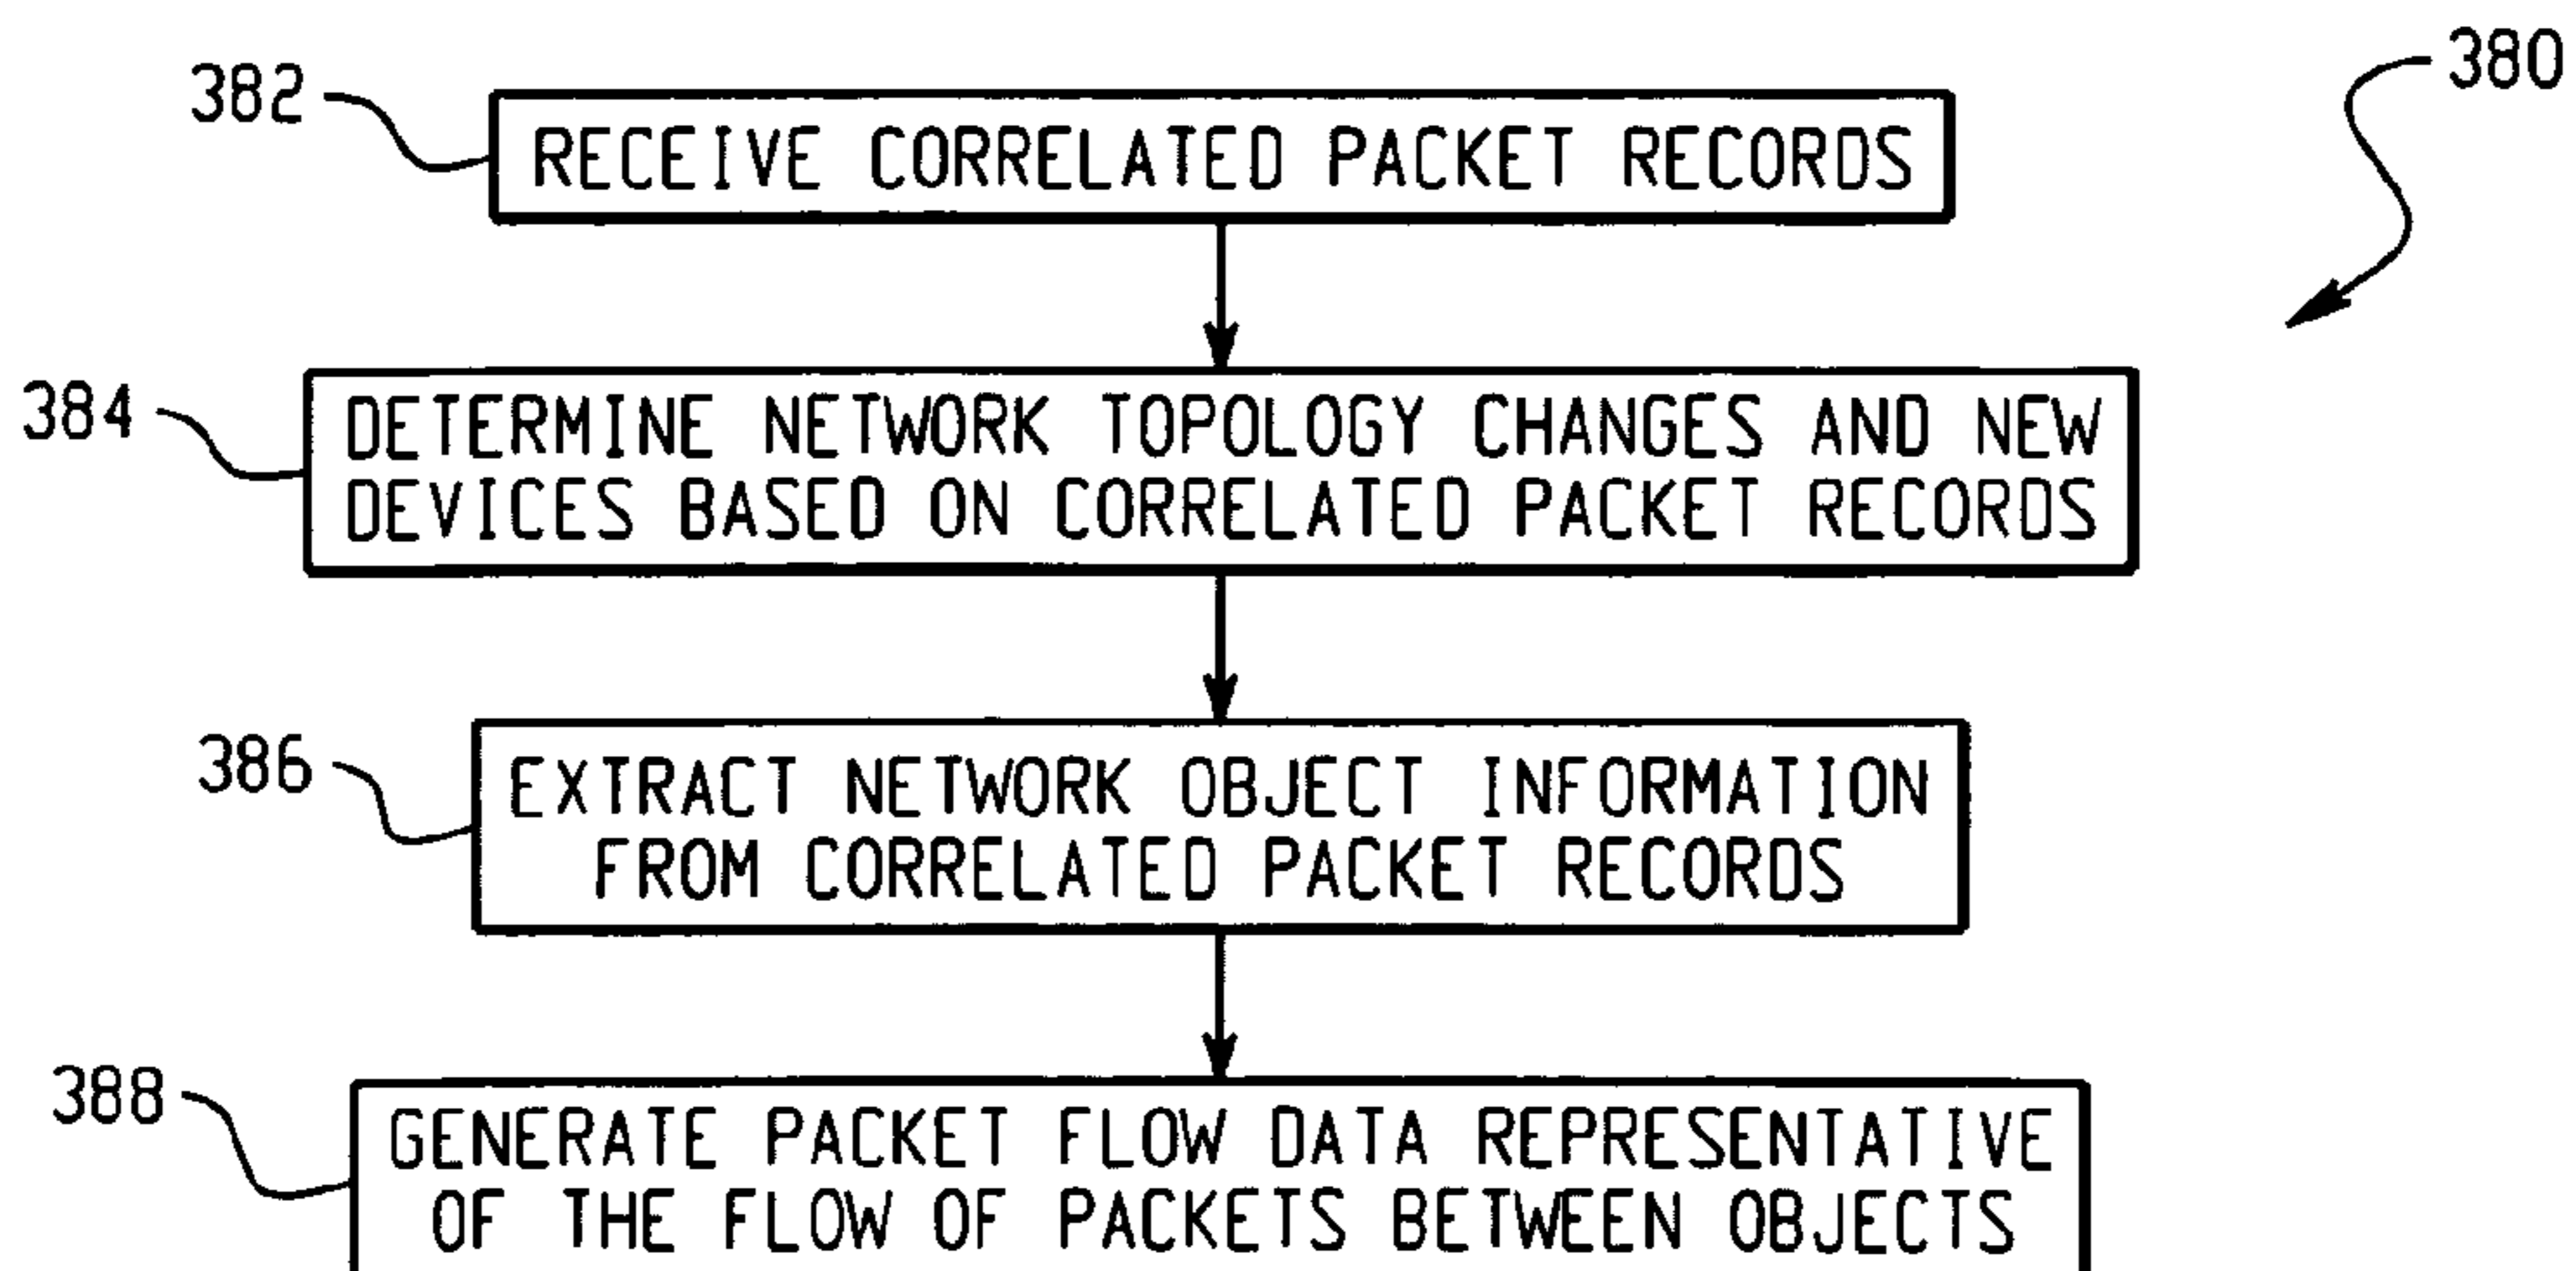 380
382
RECEIVE CORRELATED PACKET RECORDS
384
DETERMINE NETWORK TOPOLOGY CHANGES AND NEW
DEVICES BASED ON CORRELATED PACKET RECORDS
386
EXTRACT NETWORK OBJECT INFORMATION
FROM CORRELATED PACKET RECORDS
388
GENERATE PACKET FLOW DATA REPRESENTATIVE
OF THE FLOW OF PACKETS BETWEEN OBJECTS